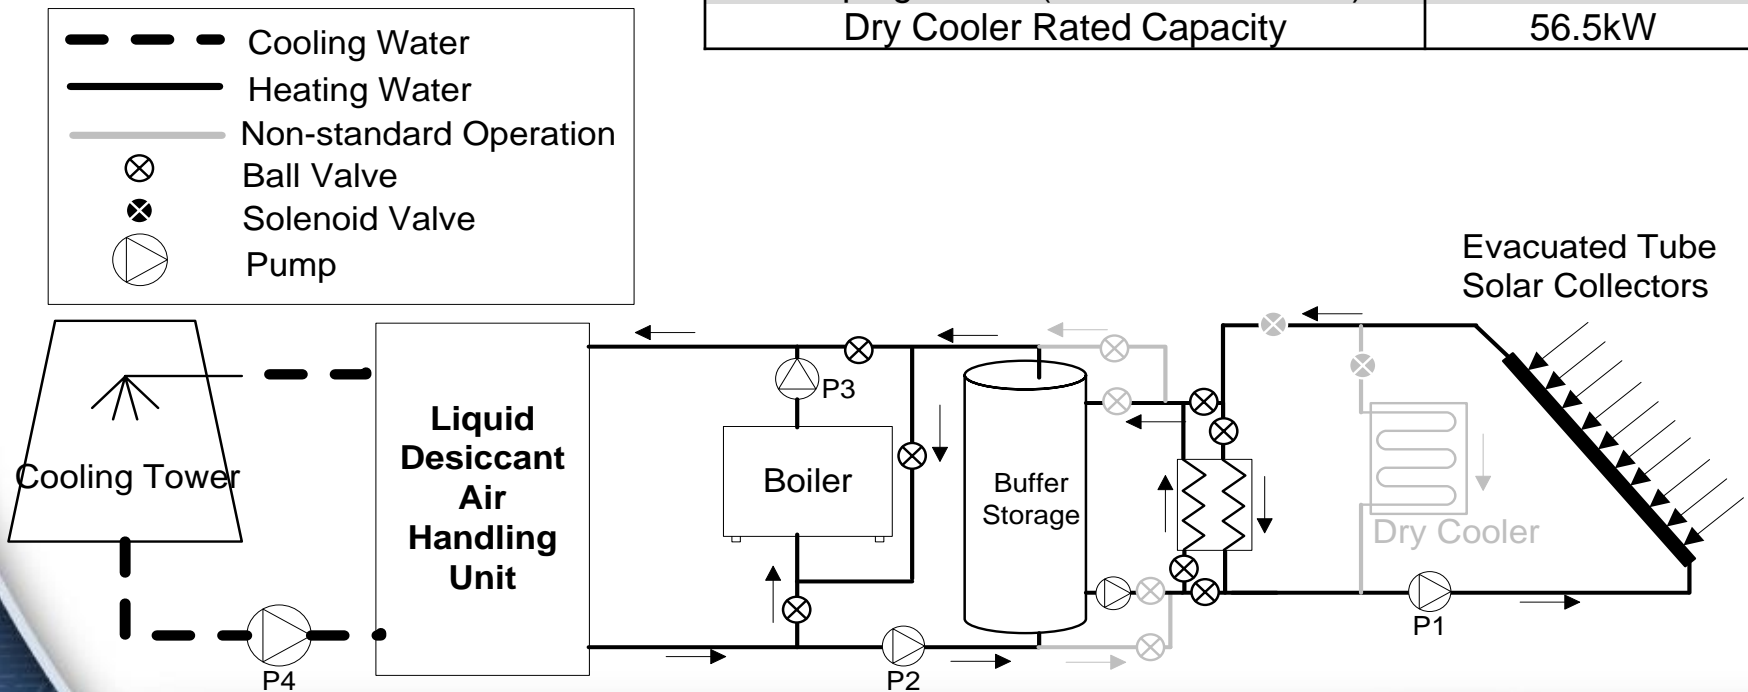 Dry Cooler Rated Capacity 56.5kW
Cooling Water
Heating Water
Non-standard Operation
Ball Valve
Solenoid Valve
Pump
Evacuated Tube
Solar Collectors
Cooling Tower
Liquid
Desiccant
Air
Handling
Unit
P3
Boiler
Buffer
Storage
Dry Cooler
P1
P2
P4